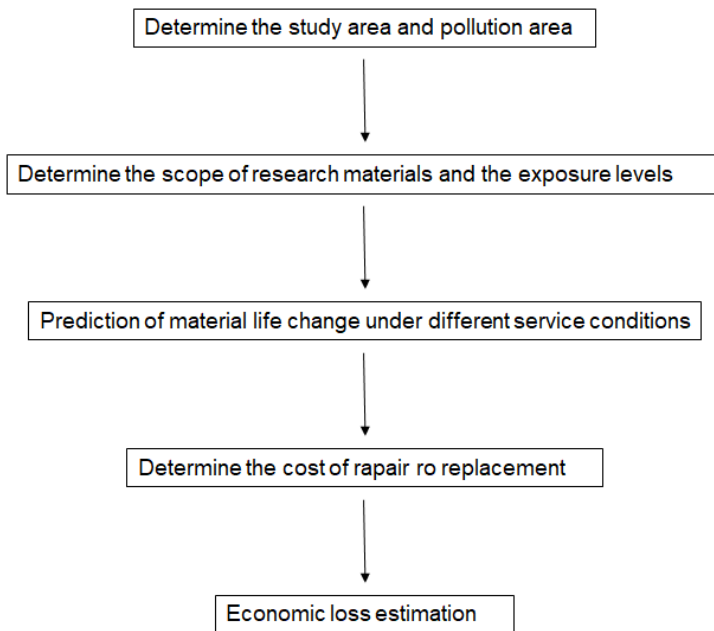 Determine the study area and pollution area
Determine the scope of research materials and the exposure levels
Prediction of material life change under different service conditions
Determine the cost of rapair ro replacement
Economic loss estimation